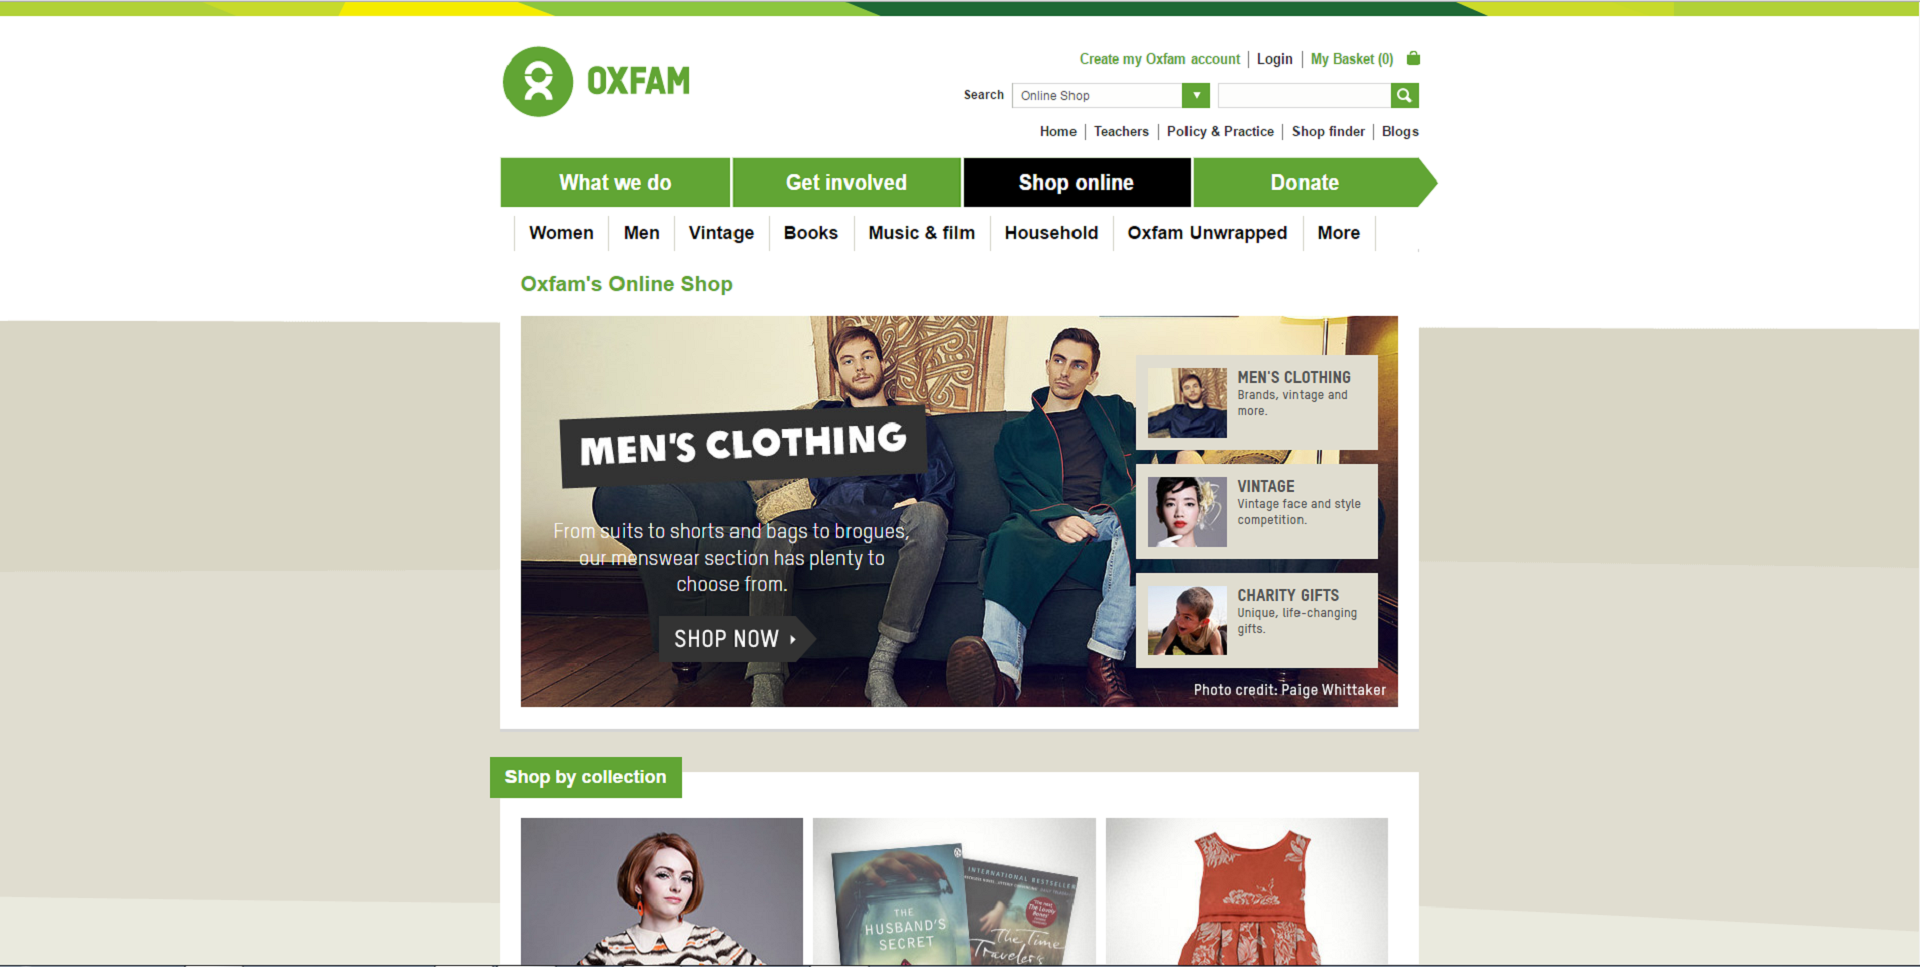 OXFAM
Create my Oxfam account | Login | My Basket (0)
Search Online Shop
Home | Teachers | Policy & Practice | Shop finder | Blogs
What we do Get involved Shop online Donate
Women Men Vintage Books Music & film Household Oxfam Unwrapped More
Oxfam's Online Shop
MEN'S CLOTHING
From suits to shorts and bags to brogues,
our menswear section has plenty to
choose from.
SHOP NOW
MEN'S CLOTHING
Brands, vintage and
more.
VINTAGE
Vintage face and style
competition.
CHARITY GIFTS
Unique, life-changing
gifts.
Photo credit: Paige Whittaker
Shop by collection
THE
HUSBAND'S
SECRET
INTERNATIONAL BESTSELLER
The Time
Traveler's